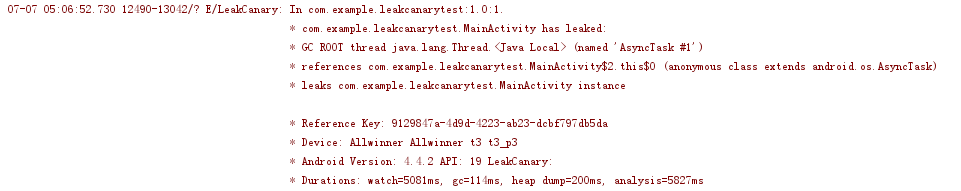 07-07 05:06:52.730 12490-13042/? E/LeakCanary: In com.example.leakcanarytest:1.0:1.
* com.example.leakcanarytest.MainActivity has leaked:
* GC ROOT thread java.lang.Thread.<Java Local> (named 'AsyncTask #1')
* references com.example.leakcanarytest.MainActivity$2.this$0 (anonymous class extends android.os.AsyncTask)
* leaks com.example.leakcanarytest.MainActivity instance
* Reference Key: 9129847a-4d9d-4223-ab23-dcbf797db5da
* Device: Allwinner Allwinner t3 t3_p3
* Android Version: 4.4.2 API: 19 LeakCanary:
* Durations: watch=5081ms, gc=114ms, heap dump=200ms, analysis=5827ms